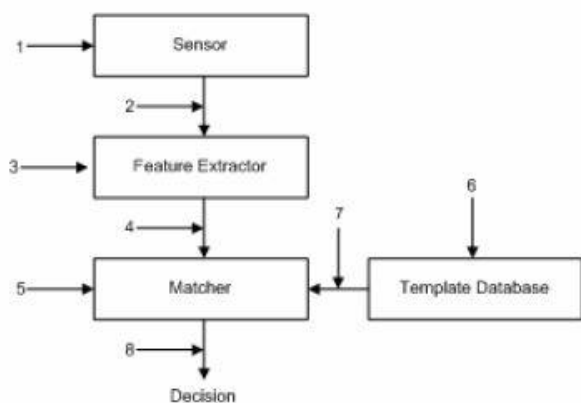 1
Sensor
2
3
Feature Extractor
6
4
7
5
Matcher
Template Database
8
Decision